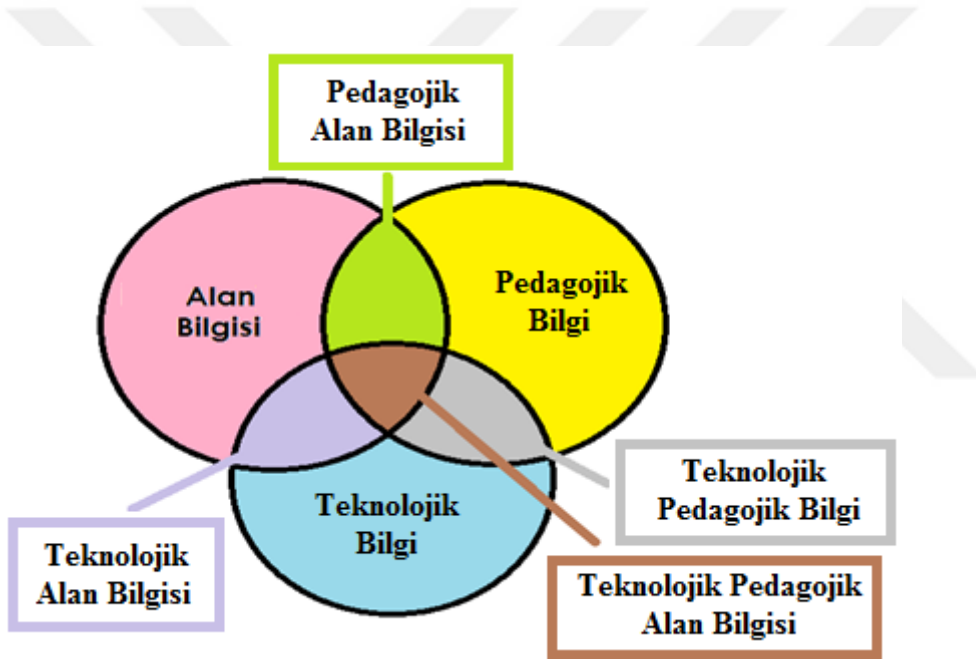 Pedagojik
Alan Bilgisi
Alan
Bilgisi
Pedagojik
Bilgi
Teknolojik
Bilgi
Teknolojik
Pedagojik Bilgi
Teknolojik
Alan Bilgisi
Teknolojik Pedagojik
Alan Bilgisi